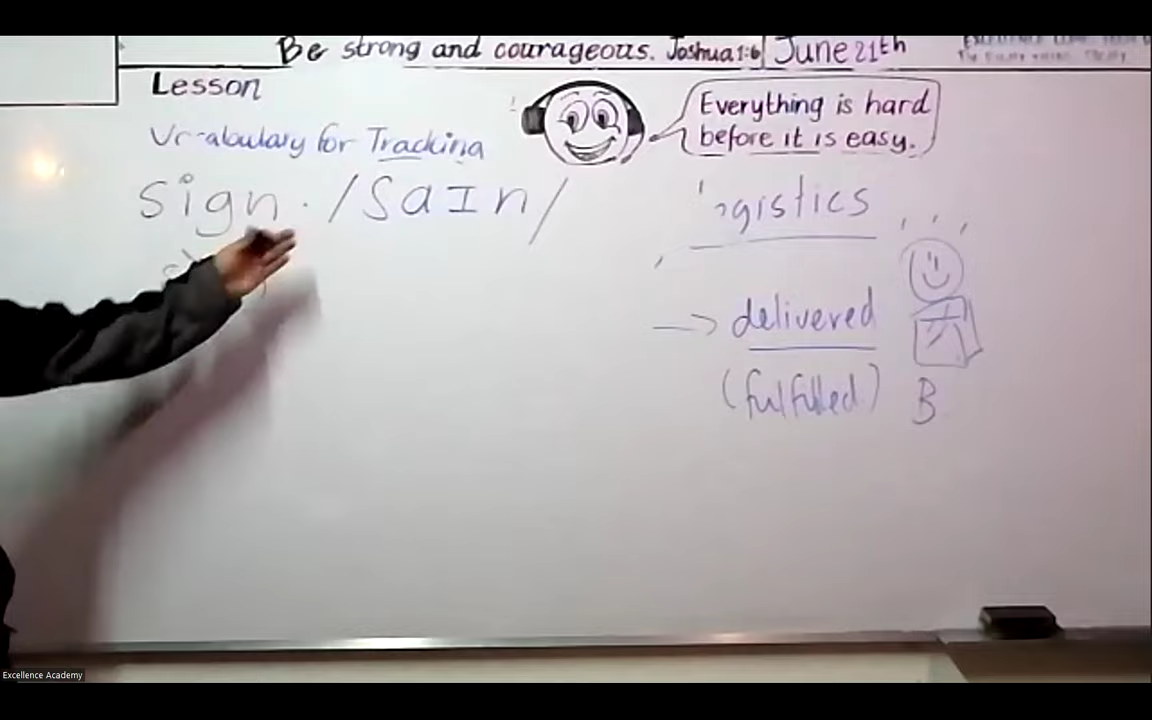 Be strong and courageous. Joshua 1:6 June 21th
Lesson
Everything is hard
before it is easy.
for Tracking
Sign. /SaIn/
delivered
(fulfilled)
B
Excellence Academy